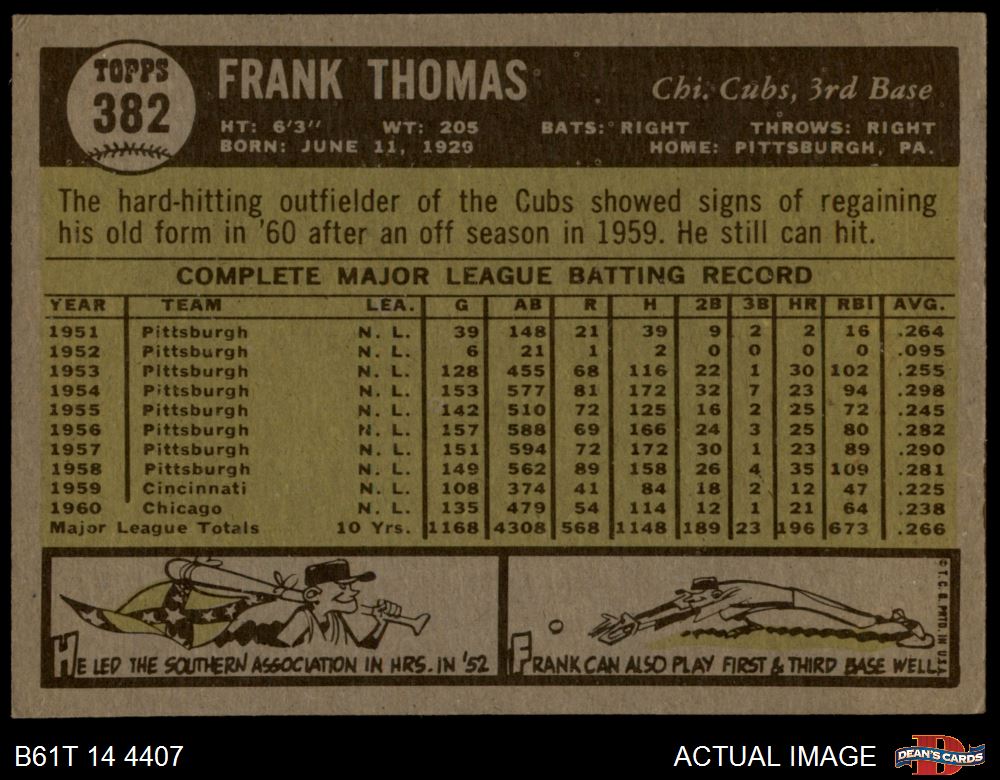 TOPPS
382
FRANK THOMAS
Chi. Cubs, 3rd Base
HT: 6'3" WT: 205 BATS: RIGHT THROWS: RIGHT
BORN: JUNE 11, 1929 HOME: PITTSBURGH, PA.
The hard-hitting outfielder of the Cubs showed signs of regaining
his old form in '60 after an off season in 1959. He still can hit.
COMPLETE MAJOR LEAGUE BATTING RECORD
YEAR TEAM LEA. G AB R H 2B 3B HR RBI AVG.
1951 Pittsburgh N. L. 39 148 21 39 9 2 2 16 .264
1952 Pittsburgh N. L. 6 21 1 2 0 0 0 0 .095
1953 Pittsburgh N. L. 128 455 68 116 22 1 30 102 .255
1954 Pittsburgh N. L. 153 577 81 172 32 7 23 94 .298
1955 Pittsburgh N. L. 142 510 72 125 16 2 25 72 .245
1956 Pittsburgh N. L. 157 588 69 166 24 3 25 80 .282
1957 Pittsburgh N. L. 151 594 72 172 30 1 23 89 .290
1958 Pittsburgh N. L. 149 562 89 158 26 4 35 109 .281
1959 Cincinnati N. L. 108 374 41 84 18 2 12 47 .225
1960 Chicago N. L. 135 479 54 114 12 1 21 64 .238
Major League Totals 10 Yrs. 1168 4308 568 1148 189 23 196 673 .266
HE LED THE SOUTHERN ASSOCIATION IN HRS. IN '52
FRANK CAN ALSO PLAY FIRST & THIRD BASE WELL.
© T. C. G. PRTD IN U.S.A.
B61T 14 4407
ACTUAL IMAGE
D
DEAN'S CARDS